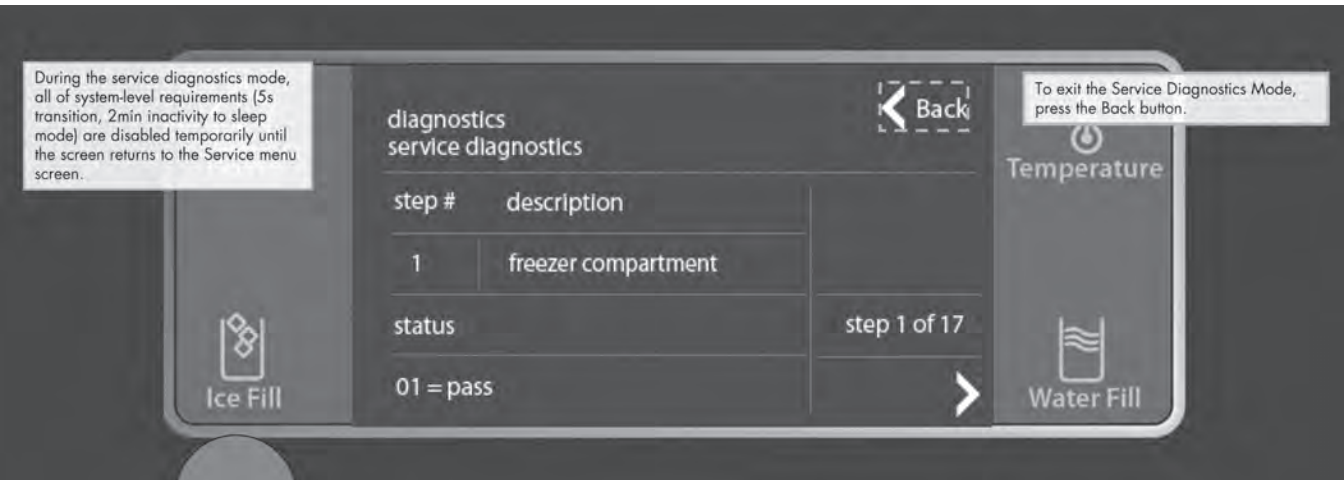 During the service diagnostics mode,
all of system-level requirements (5s
transition, 2min inactivity to sleep
mode) are disabled temporarily until
the screen returns to the Service menu
screen.
Back
To exit the Service Diagnostics Mode,
press the Back button.
diagnostics
service diagnostics
Temperature
step # description
1 freezer compartment
status
step 1 of 17
01 = pass
Ice Fill
Water Fill